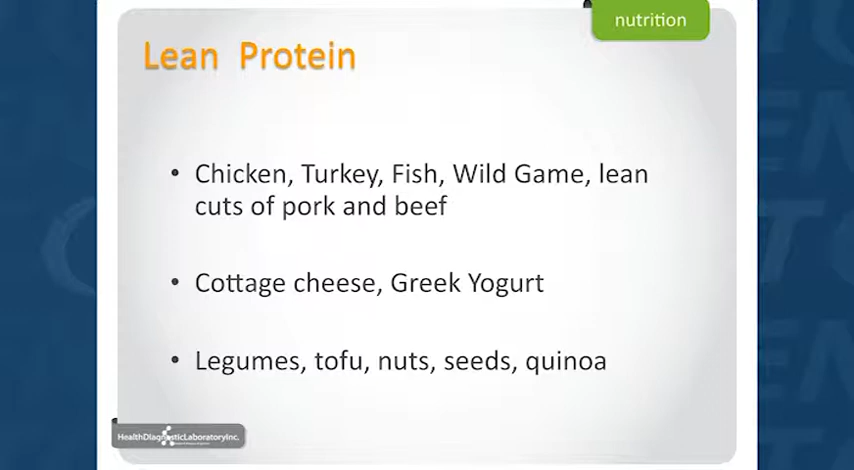 nutrition
Lean Protein
• Chicken, Turkey, Fish, Wild Game, lean
cuts of pork and beef
• Cottage cheese, Greek Yogurt
• Legumes, tofu, nuts, seeds, quinoa
HealthDiagnosticLaboratoryInc.